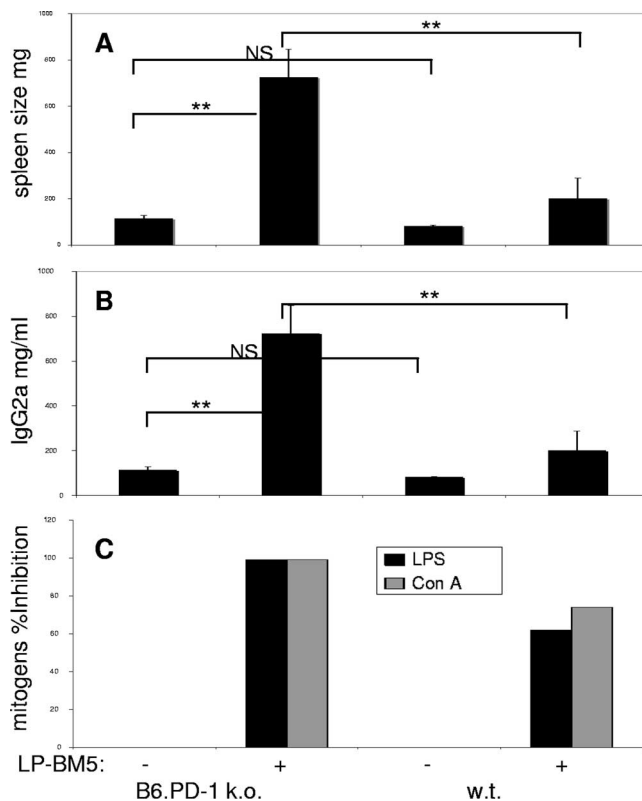 A
spleen size mg
1000
800
600
400
200
0
**
NS
**
B
IgG2a mg/ml
1000
800
600
400
200
0
**
NS
**
C
mitogens %Inhibition
120
100
80
60
40
20
0
LPS
Con A
LP-BM5: - + - +
B6.PD-1 k.o. w.t.